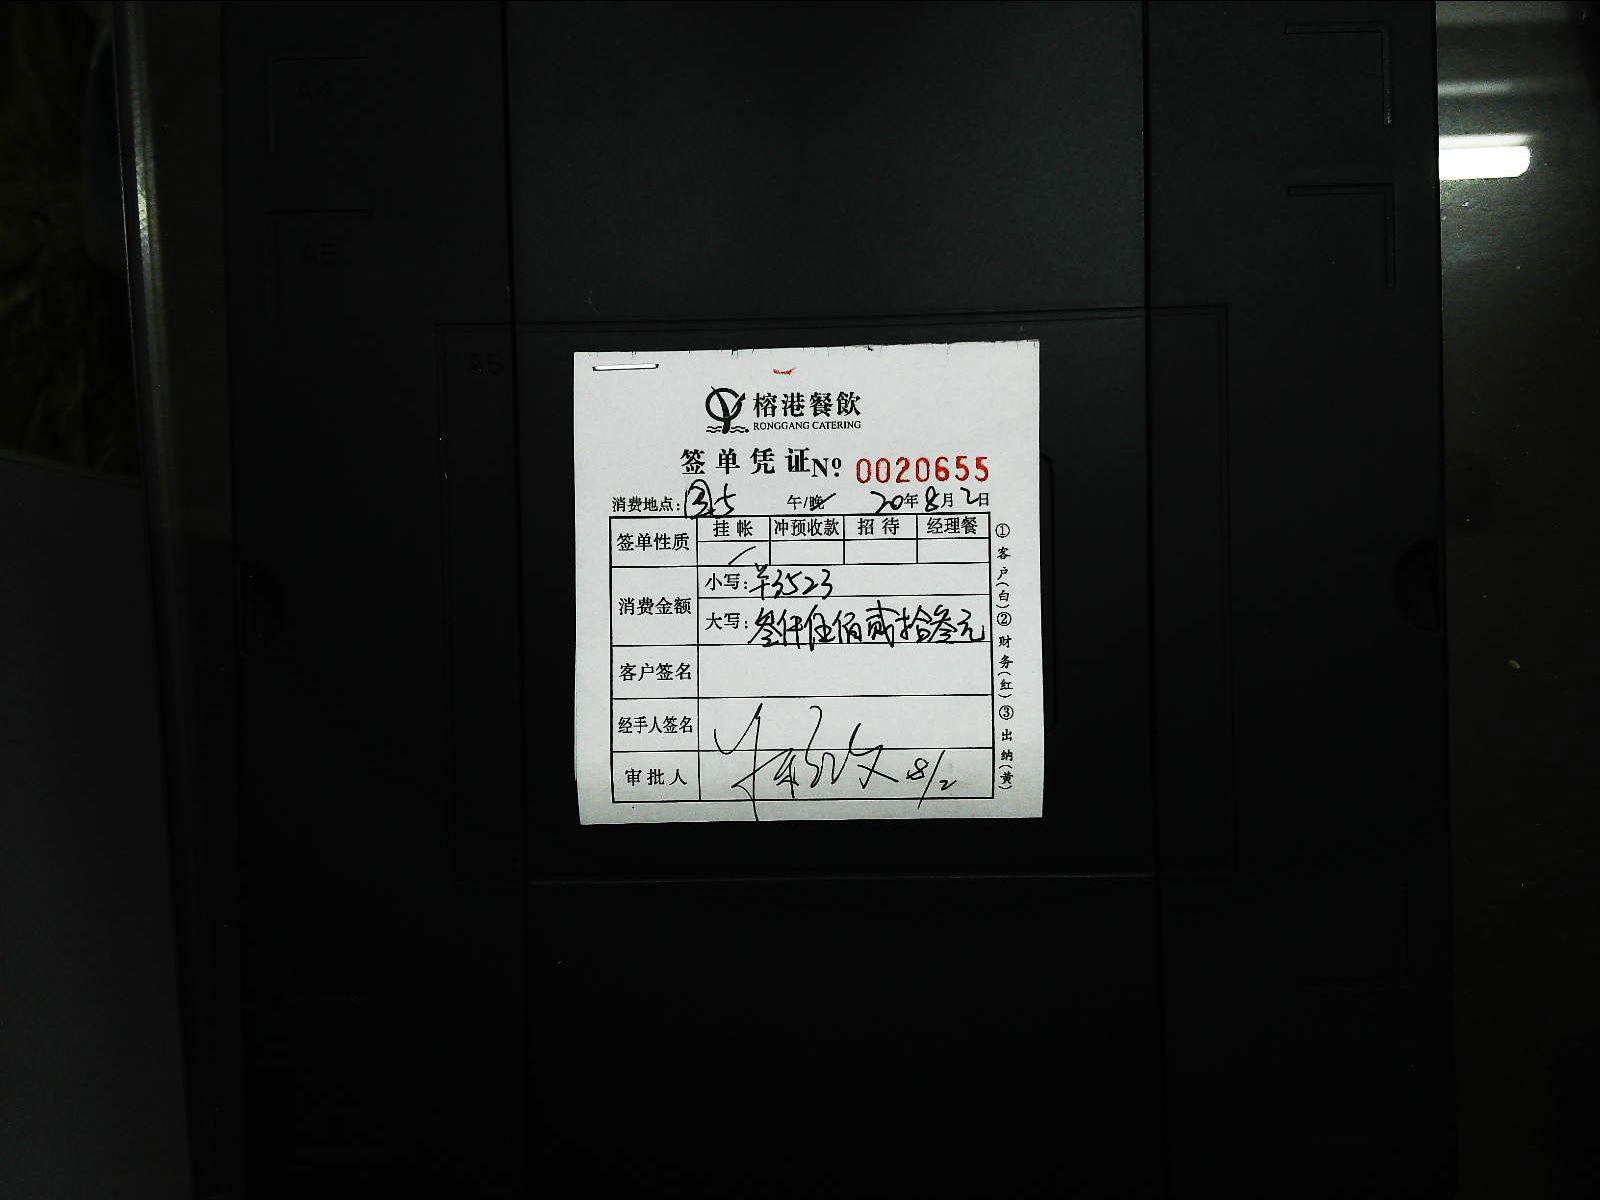 榕港餐飲
RONGGANG CATERING
签单凭证 Nº 0020655
消费地点: 午/晚 20年8月2日
签单性质 挂帐 冲预收款 招待 经理餐
消费金额 小写:¥3523
大写:叁仟伍佰贰拾叁元
客户签名
经手人签名
审批人 8/2
①客户(白)②财务(红)③出纳(黄)
A5